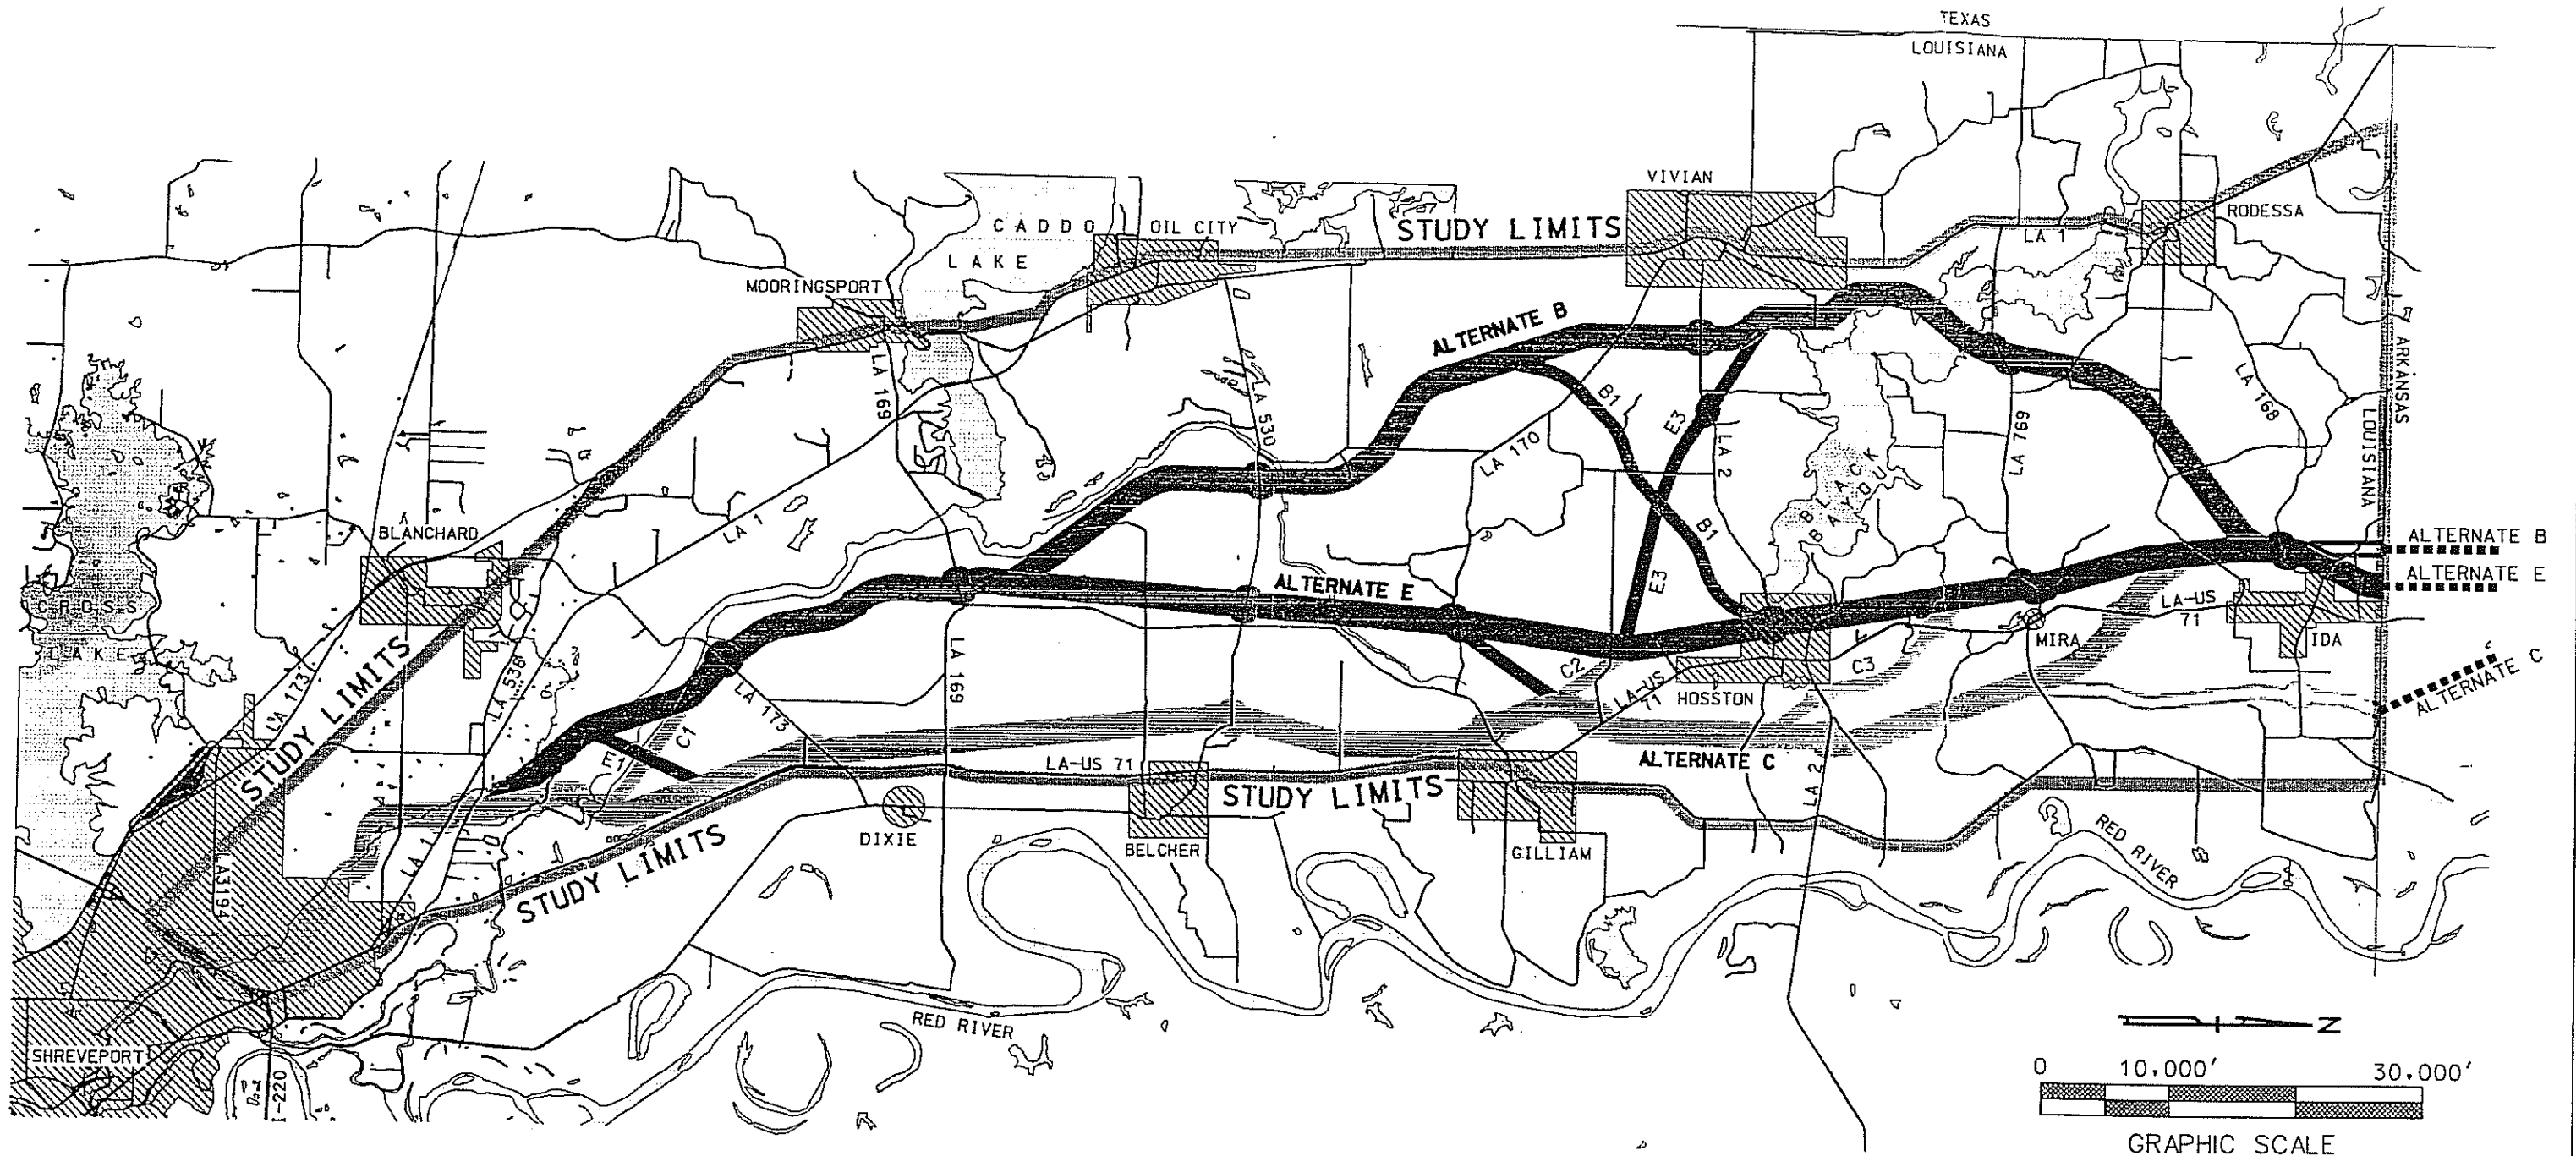 TEXAS
LOUISIANA
VIVIAN
RODESSA
LA 1
CADDO
LAKE
OIL CITY
STUDY LIMITS
MOORINGSPORT
ALTERNATE B
LA 169
LA 530
B1
E3
LA 2
LA 170
LA 769
LA 168
ARKANSAS
LOUISIANA
BLACK
BAYOU
BLANCHARD
LA 1
B1
E3
ALTERNATE B
ALTERNATE E
ALTERNATE E
CROSS
LAKE
LA 173
STUDY LIMITS
LA 538
LA 173
LA 169
C1
E1
C2
LA-US
71
HOSSTON
C3
MIRA
LA-US
71
IDA
ALTERNATE C
ALTERNATE C
LA 2
LA-US 71
STUDY LIMITS
LA 1
LA3194
STUDY LIMITS
DIXIE
BELCHER
GILLIAM
RED RIVER
RED RIVER
SHREVEPORT
I-220
N
0 10,000' 30,000'
GRAPHIC SCALE